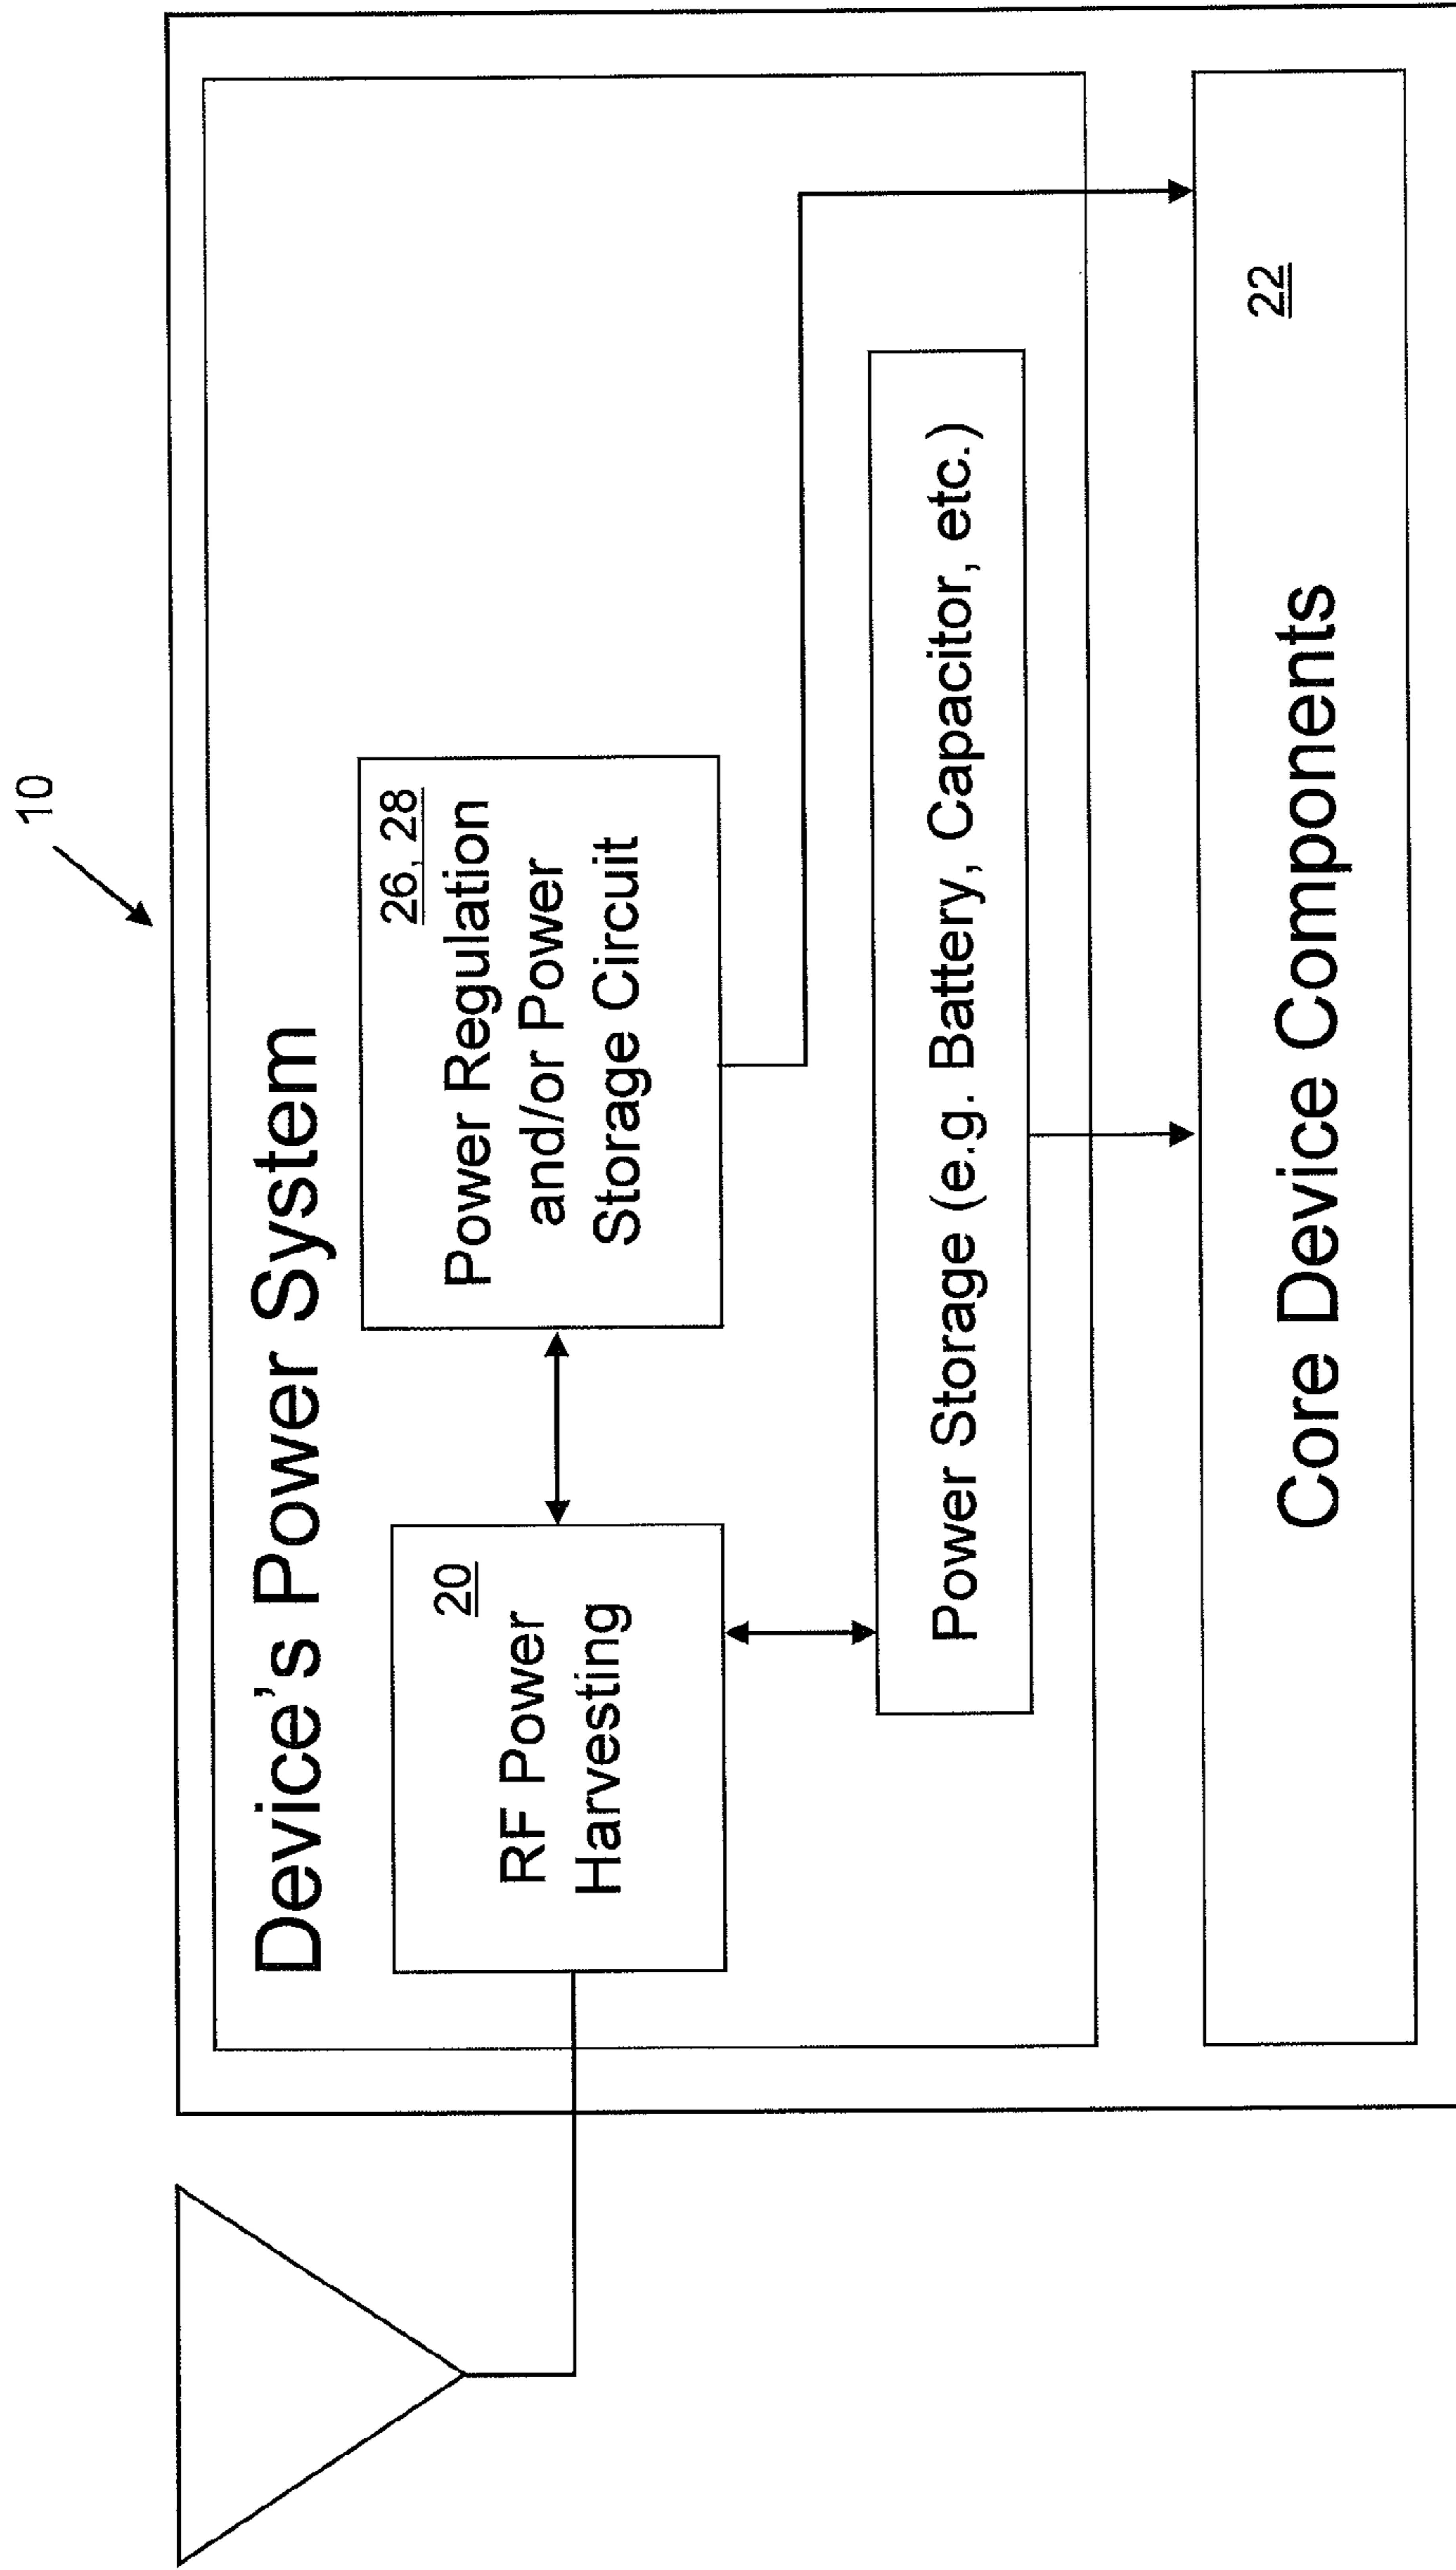 10
Device's Power System
20
RF Power
Harvesting
26, 28
Power Regulation
and/or Power
Storage Circuit
Power Storage (e.g. Battery, Capacitor, etc.)
22
Core Device Components